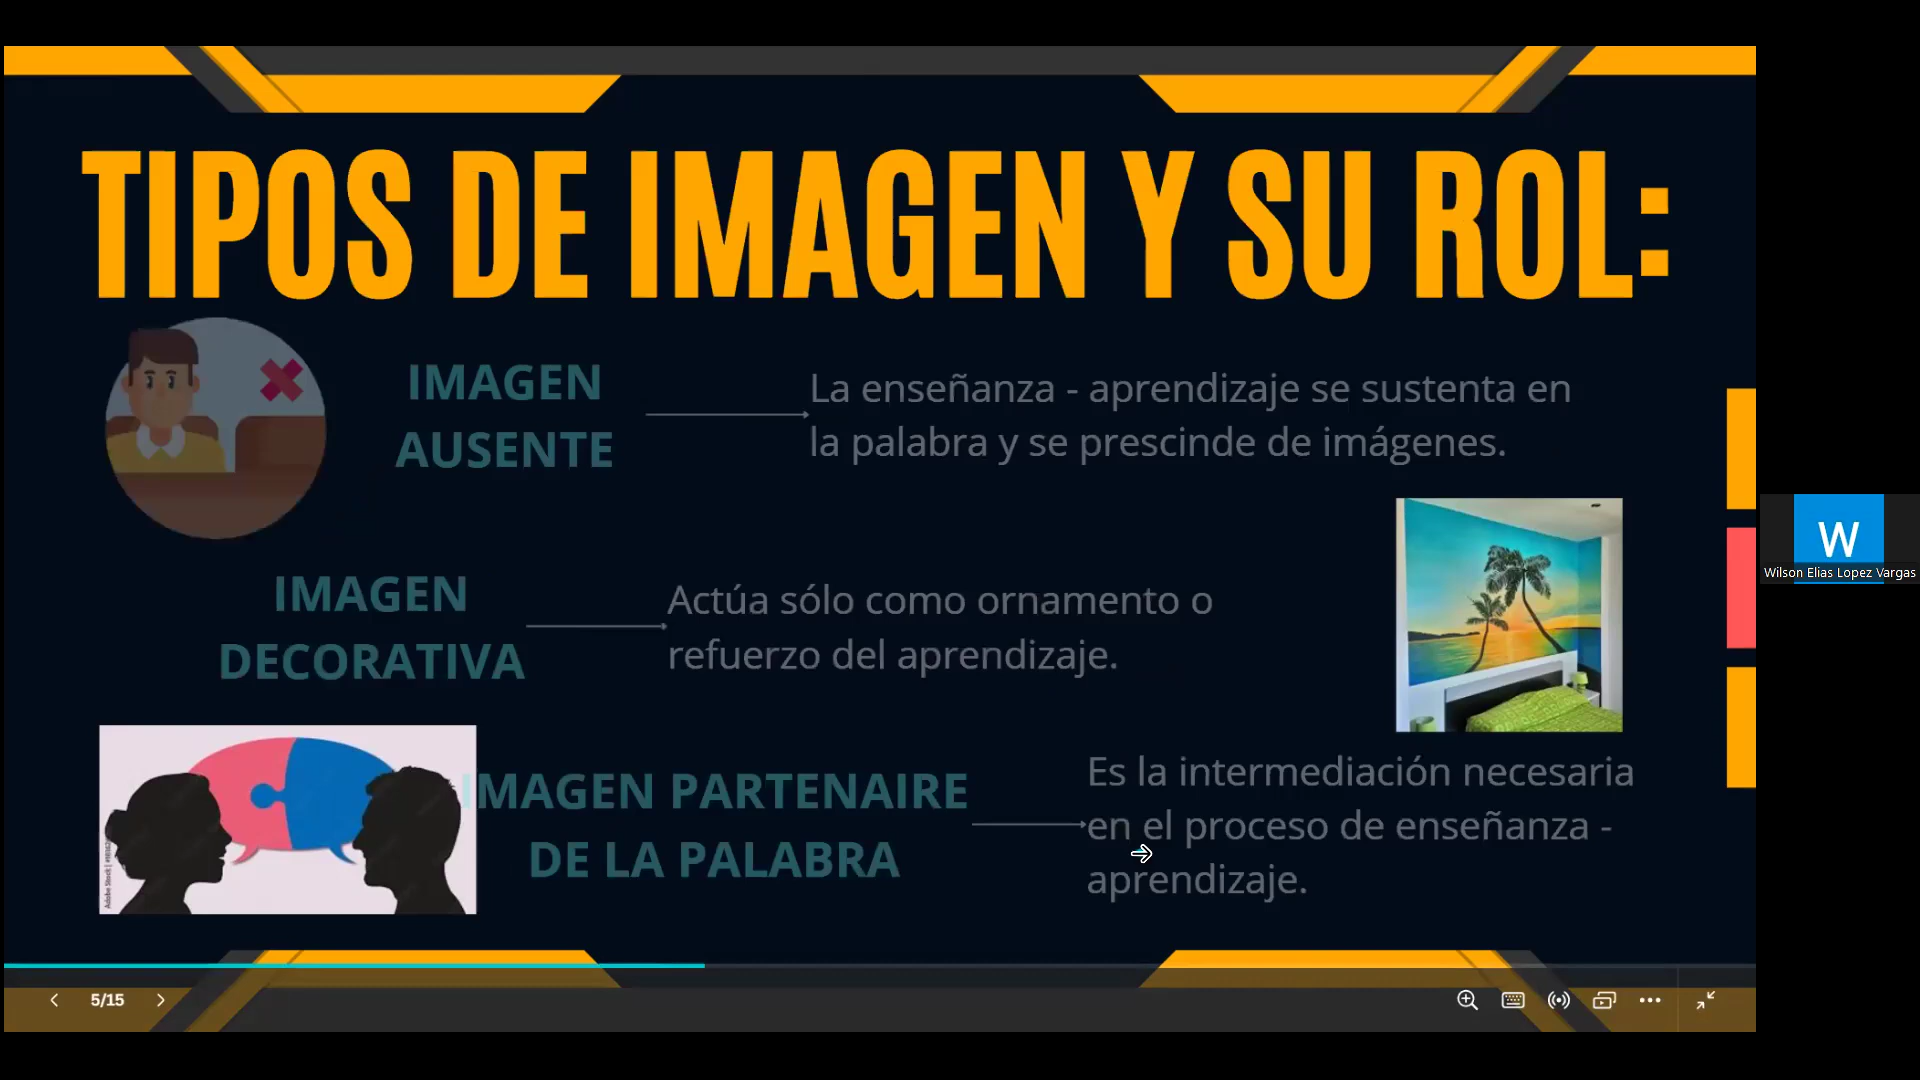 TIPOS DE IMAGEN Y SU ROL:
IMAGEN
AUSENTE
La enseñanza - aprendizaje se sustenta en
la palabra y se prescinde de imágenes.
IMAGEN
DECORATIVA
Actúa sólo como ornamento o
refuerzo del aprendizaje.
IMAGEN PARTENAIRE
DE LA PALABRA
Es la intermediación necesaria
en el proceso de enseñanza -
aprendizaje.
5/15
W
Wilson Elias Lopez Vargas